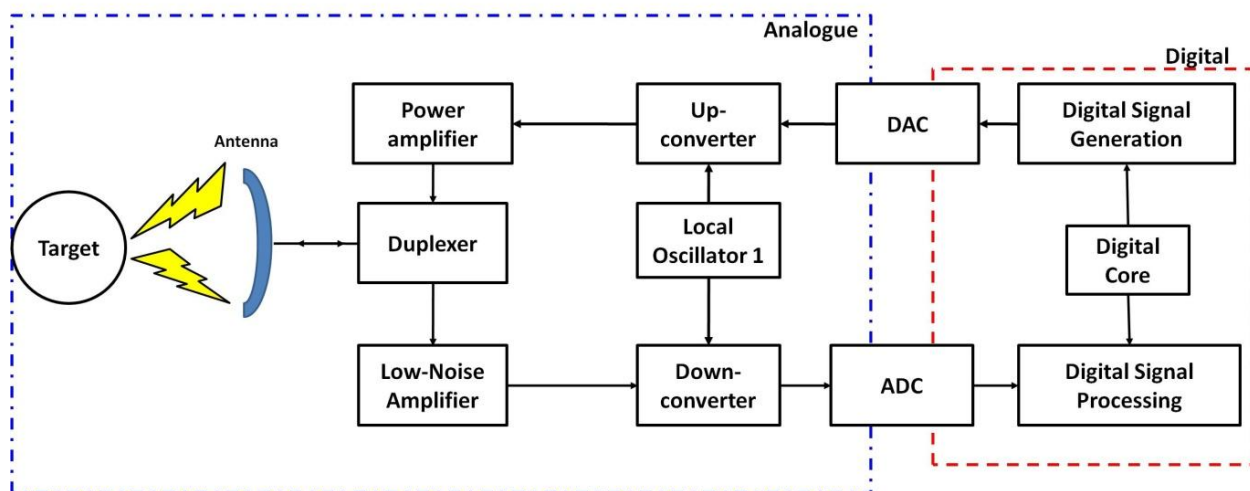 Analogue
Digital
Power
amplifier
Up-
converter
DAC
Digital Signal
Generation
Antenna
Target
Duplexer
Local
Oscillator 1
Digital
Core
Low-Noise
Amplifier
Down-
converter
ADC
Digital Signal
Processing